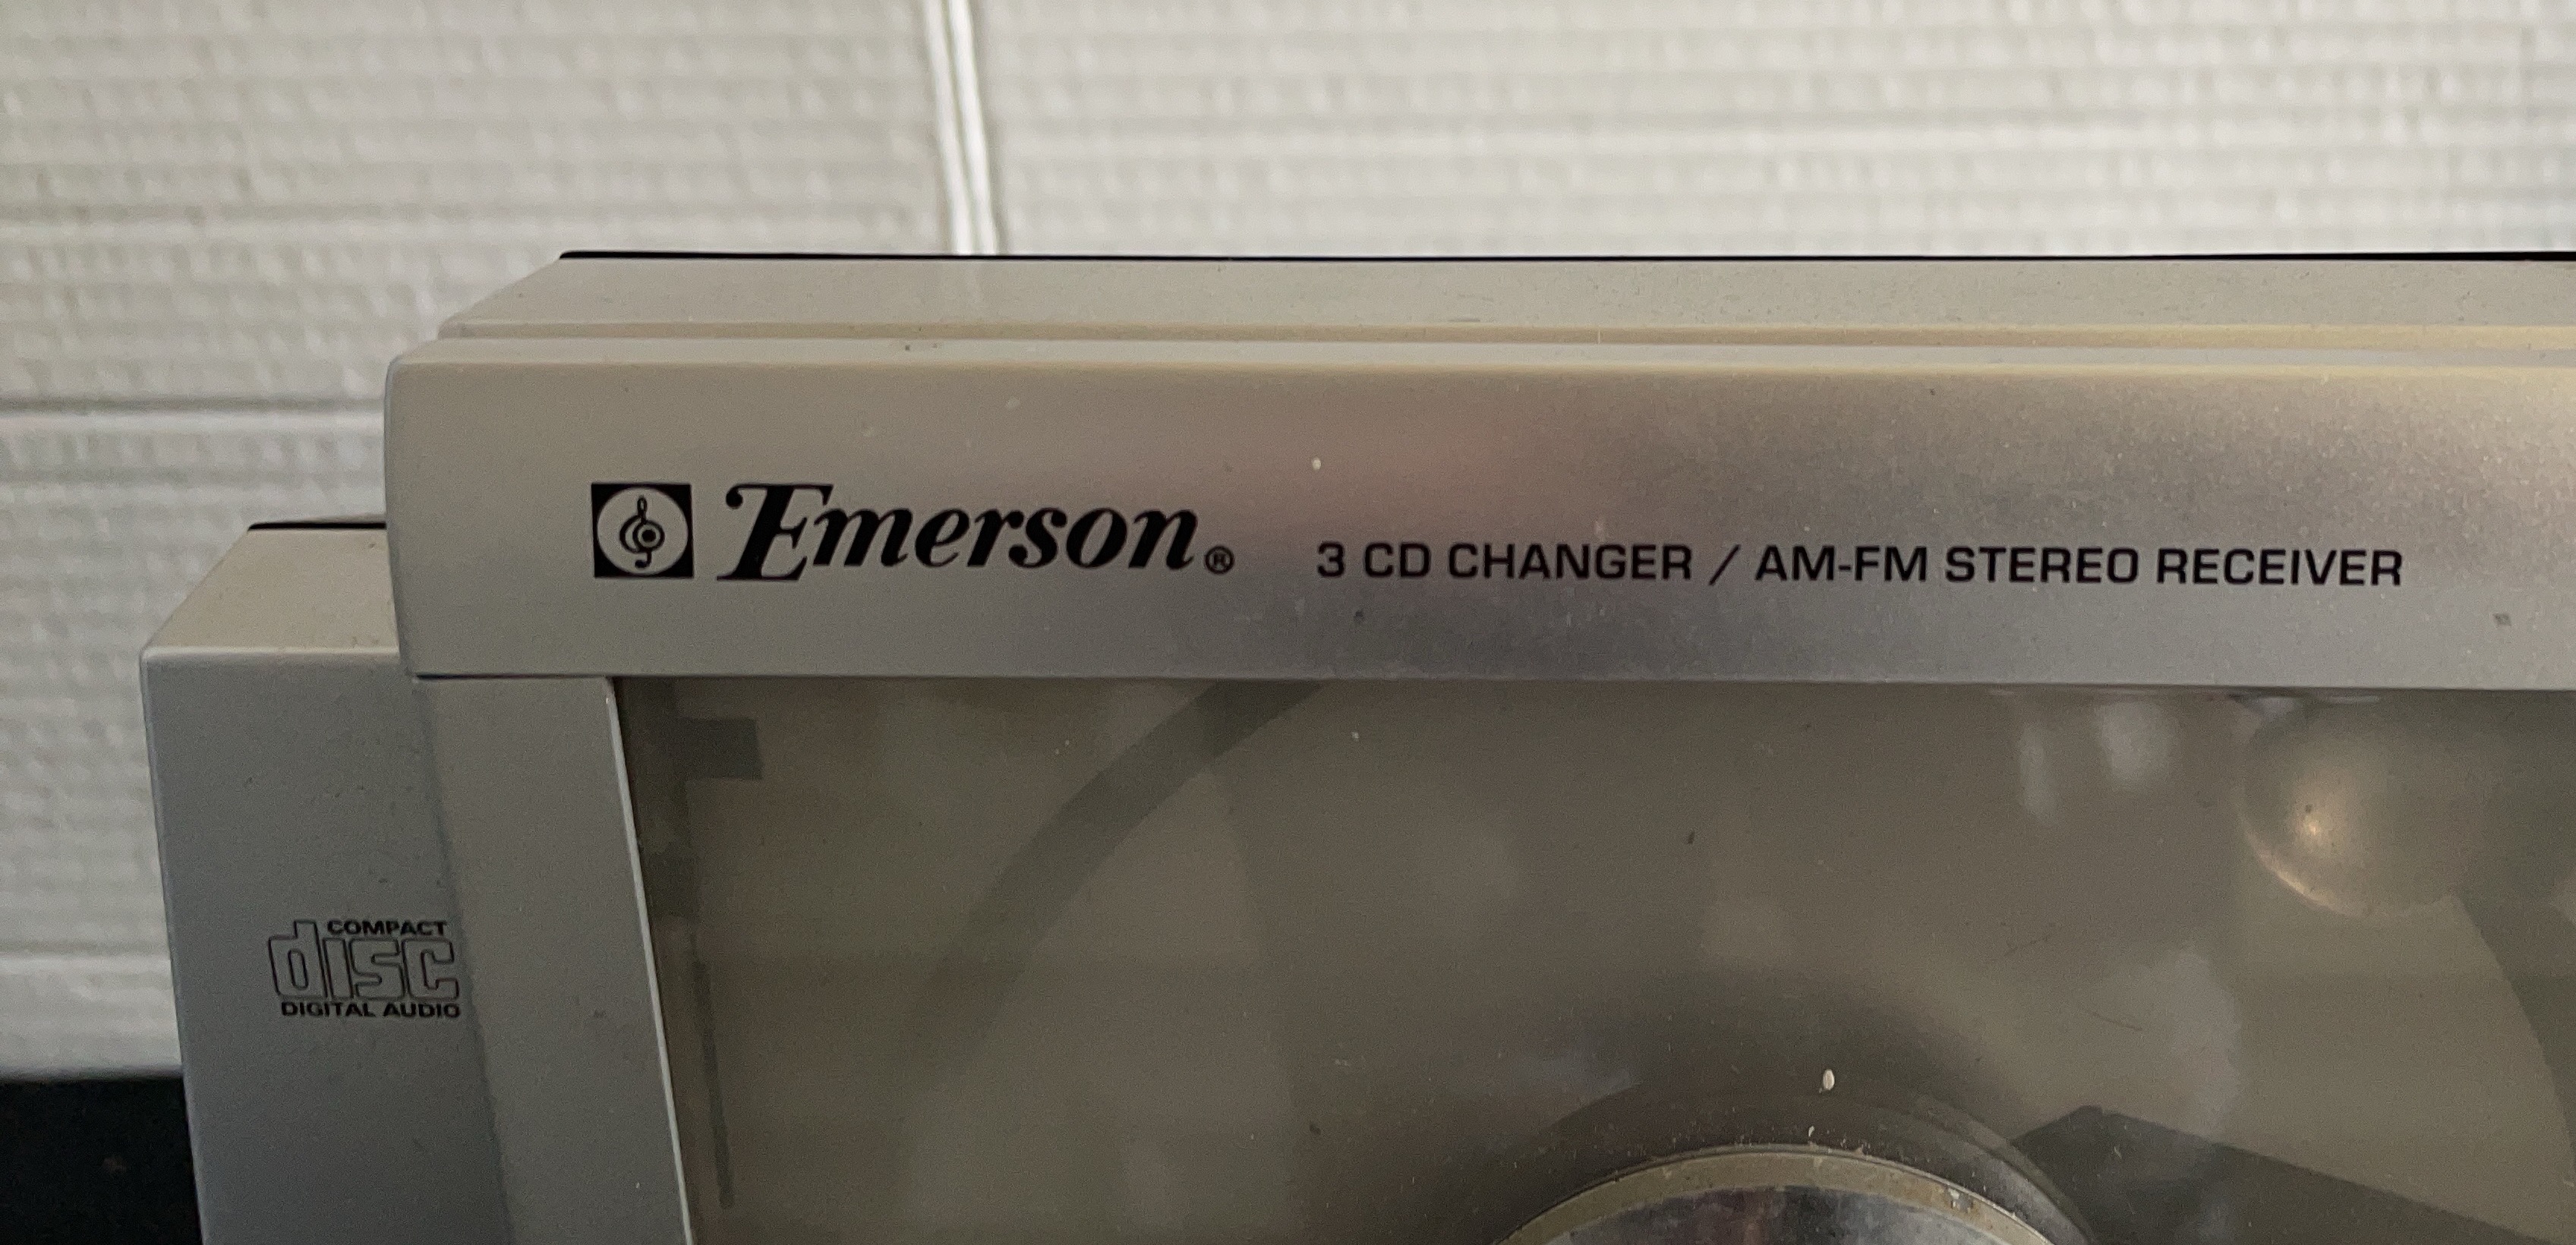 Emerson® 3 CD CHANGER / AM-FM STEREO RECEIVER
COMPACT
disc
DIGITAL AUDIO